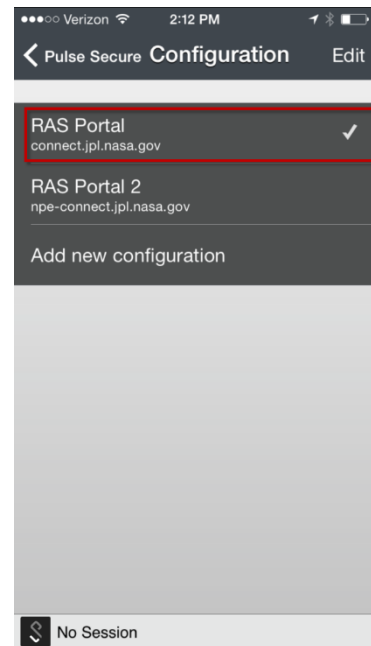 Verizon 2:12 PM
Pulse Secure Configuration Edit
RAS Portal
connect.jpl.nasa.gov
RAS Portal 2
npe-connect.jpl.nasa.gov
Add new configuration
No Session